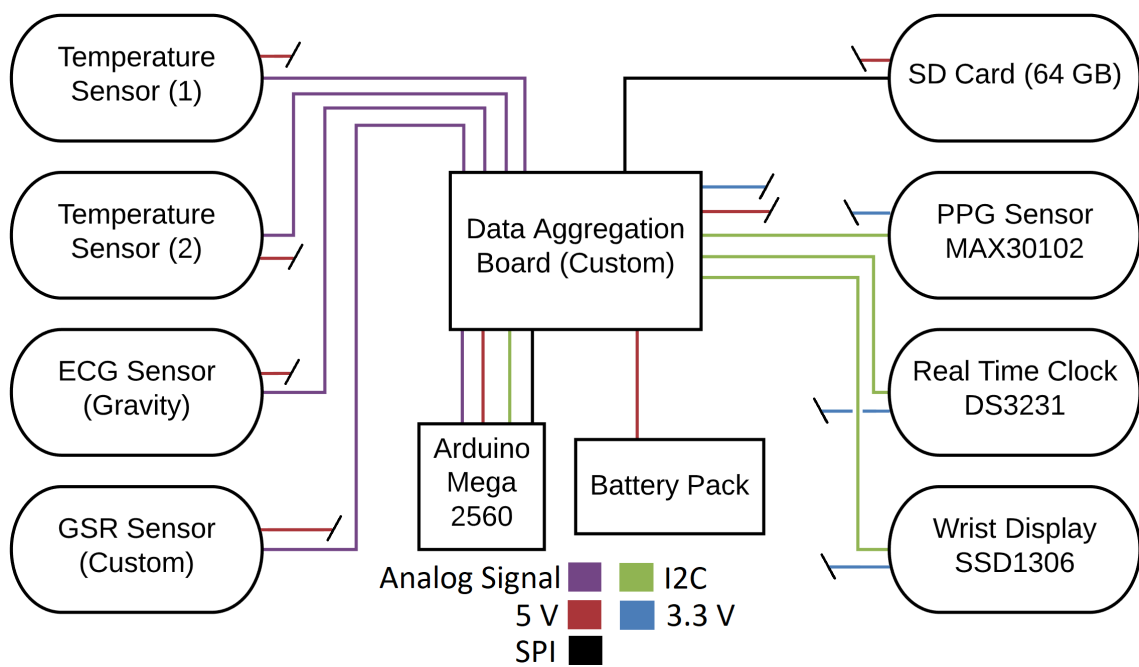 Temperature
Sensor (1)
Temperature
Sensor (2)
ECG Sensor
(Gravity)
GSR Sensor
(Custom)
Data Aggregation
Board (Custom)
Arduino
Mega
2560
Battery Pack
SD Card (64 GB)
PPG Sensor
MAX30102
Real Time Clock
DS3231
Wrist Display
SSD1306
Analog Signal
I2C
5 V
3.3 V
SPI